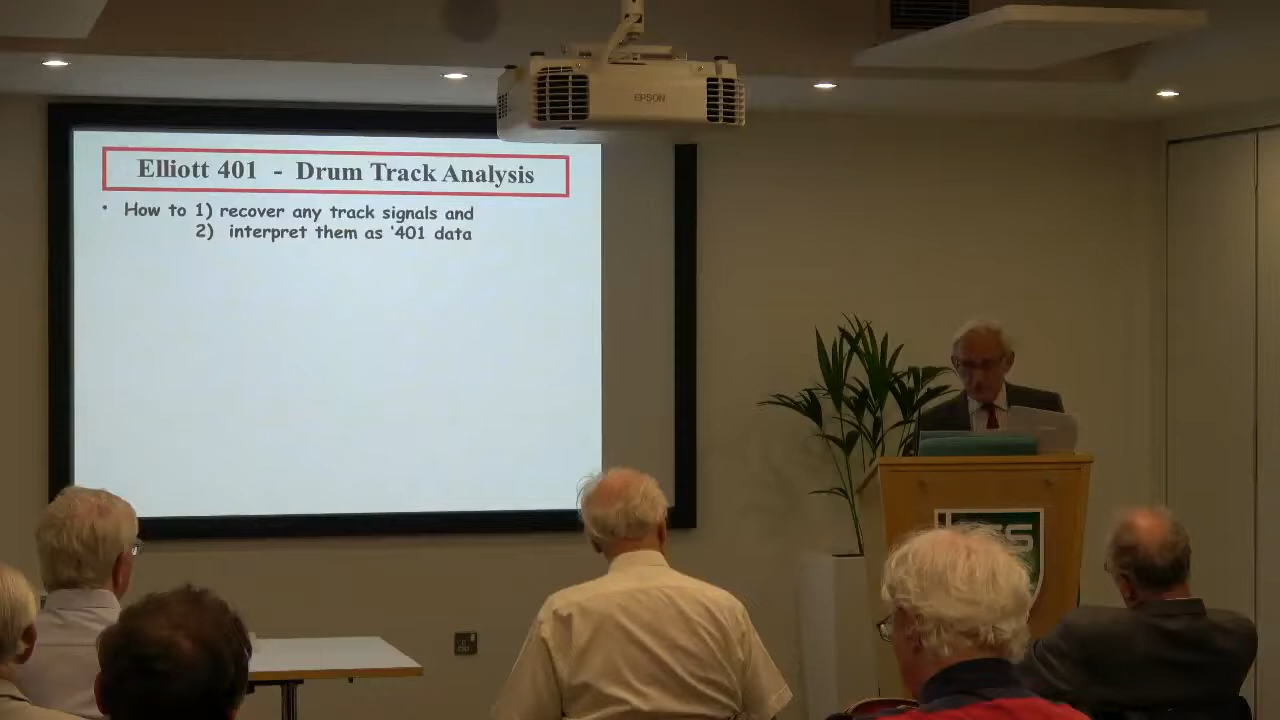 EPSON
Elliott 401 - Drum Track Analysis
• How to 1) recover any track signals and
2) interpret them as '401 data